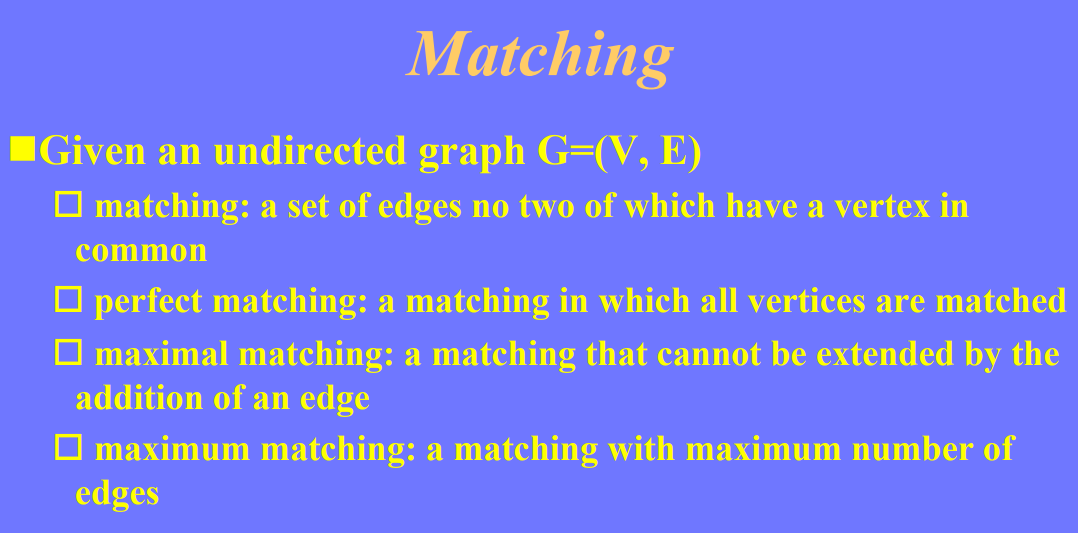 Matching
■Given an undirected graph G=(V, E)
□ matching: a set of edges no two of which have a vertex in
common
□ perfect matching: a matching in which all vertices are matched
□ maximal matching: a matching that cannot be extended by the
addition of an edge
□ maximum matching: a matching with maximum number of
edges